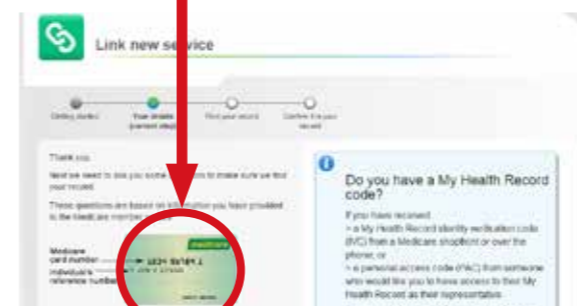 Link new service
Getting started
Your details
(current step)
Find your record
Confirm it is your
record
Thank you.
Next we need to ask you some to make sure we find
your record.
These questions are based on information you have provided
to the Medicare
Medicare
card number
Individual's
reference number
medicare
Do you have a My Health Record
code?
If you have received:
- a My Health Record identity verification code
(IVC) from a Medicare shopfront or over the
phone; or
- a personal access code (PAC) from someone
who would like you to have access to their My
Health Record as their representative